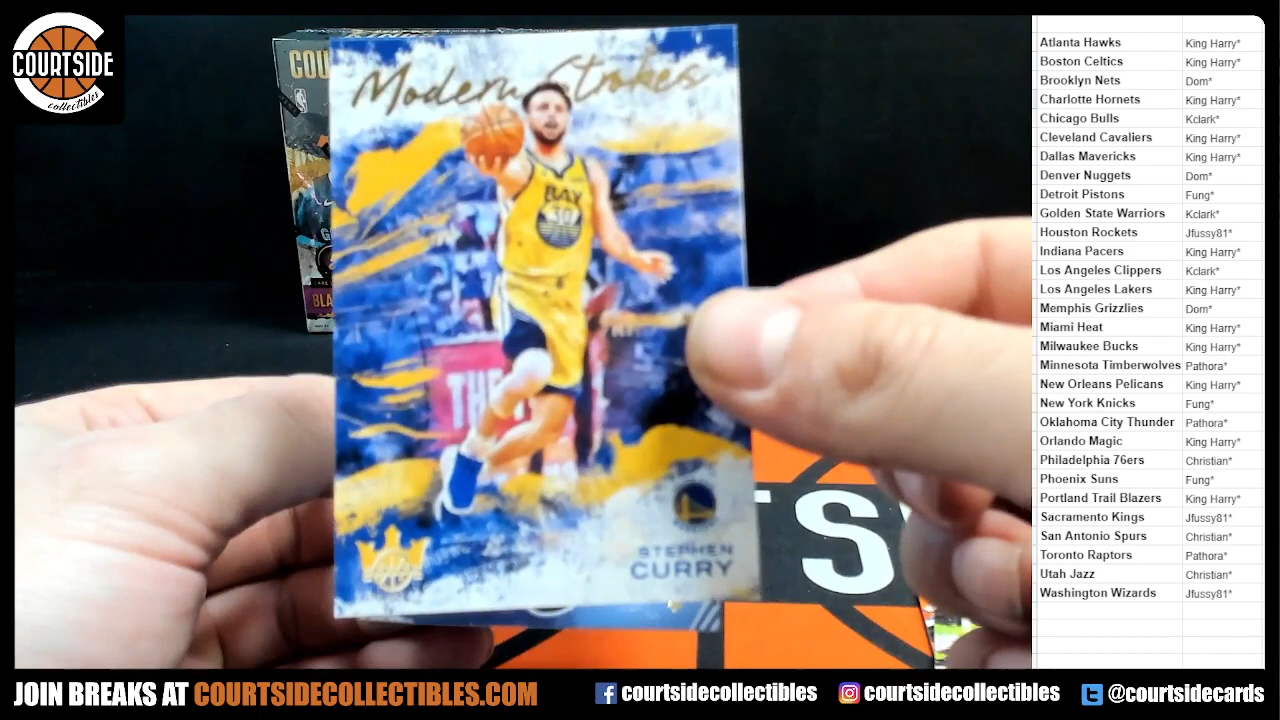 COURTSIDE
collectibles
COU
BLA
Modern Strokes
BAY
30
THE
STEPHEN
CURRY
TS
Atlanta Hawks King Harry*
Boston Celtics King Harry*
Brooklyn Nets Dom*
Charlotte Hornets King Harry*
Chicago Bulls Kclark*
Cleveland Cavaliers King Harry*
Dallas Mavericks King Harry*
Denver Nuggets Dom*
Detroit Pistons Fung*
Golden State Warriors Kclark*
Houston Rockets Jfussy81*
Indiana Pacers King Harry*
Los Angeles Clippers Kclark*
Los Angeles Lakers King Harry*
Memphis Grizzlies Dom*
Miami Heat King Harry*
Milwaukee Bucks King Harry*
Minnesota Timberwolves Pathora*
New Orleans Pelicans King Harry*
New York Knicks Fung*
Oklahoma City Thunder Pathora*
Orlando Magic King Harry*
Philadelphia 76ers Christian*
Phoenix Suns Fung*
Portland Trail Blazers King Harry*
Sacramento Kings Jfussy81*
San Antonio Spurs Christian*
Toronto Raptors Pathora*
Utah Jazz Christian*
Washington Wizards Jfussy81*
JOIN BREAKS AT COURTSIDECOLLECTIBLES.COM
courtsidecollectibles
courtsidecollectibles
@courtsidecards